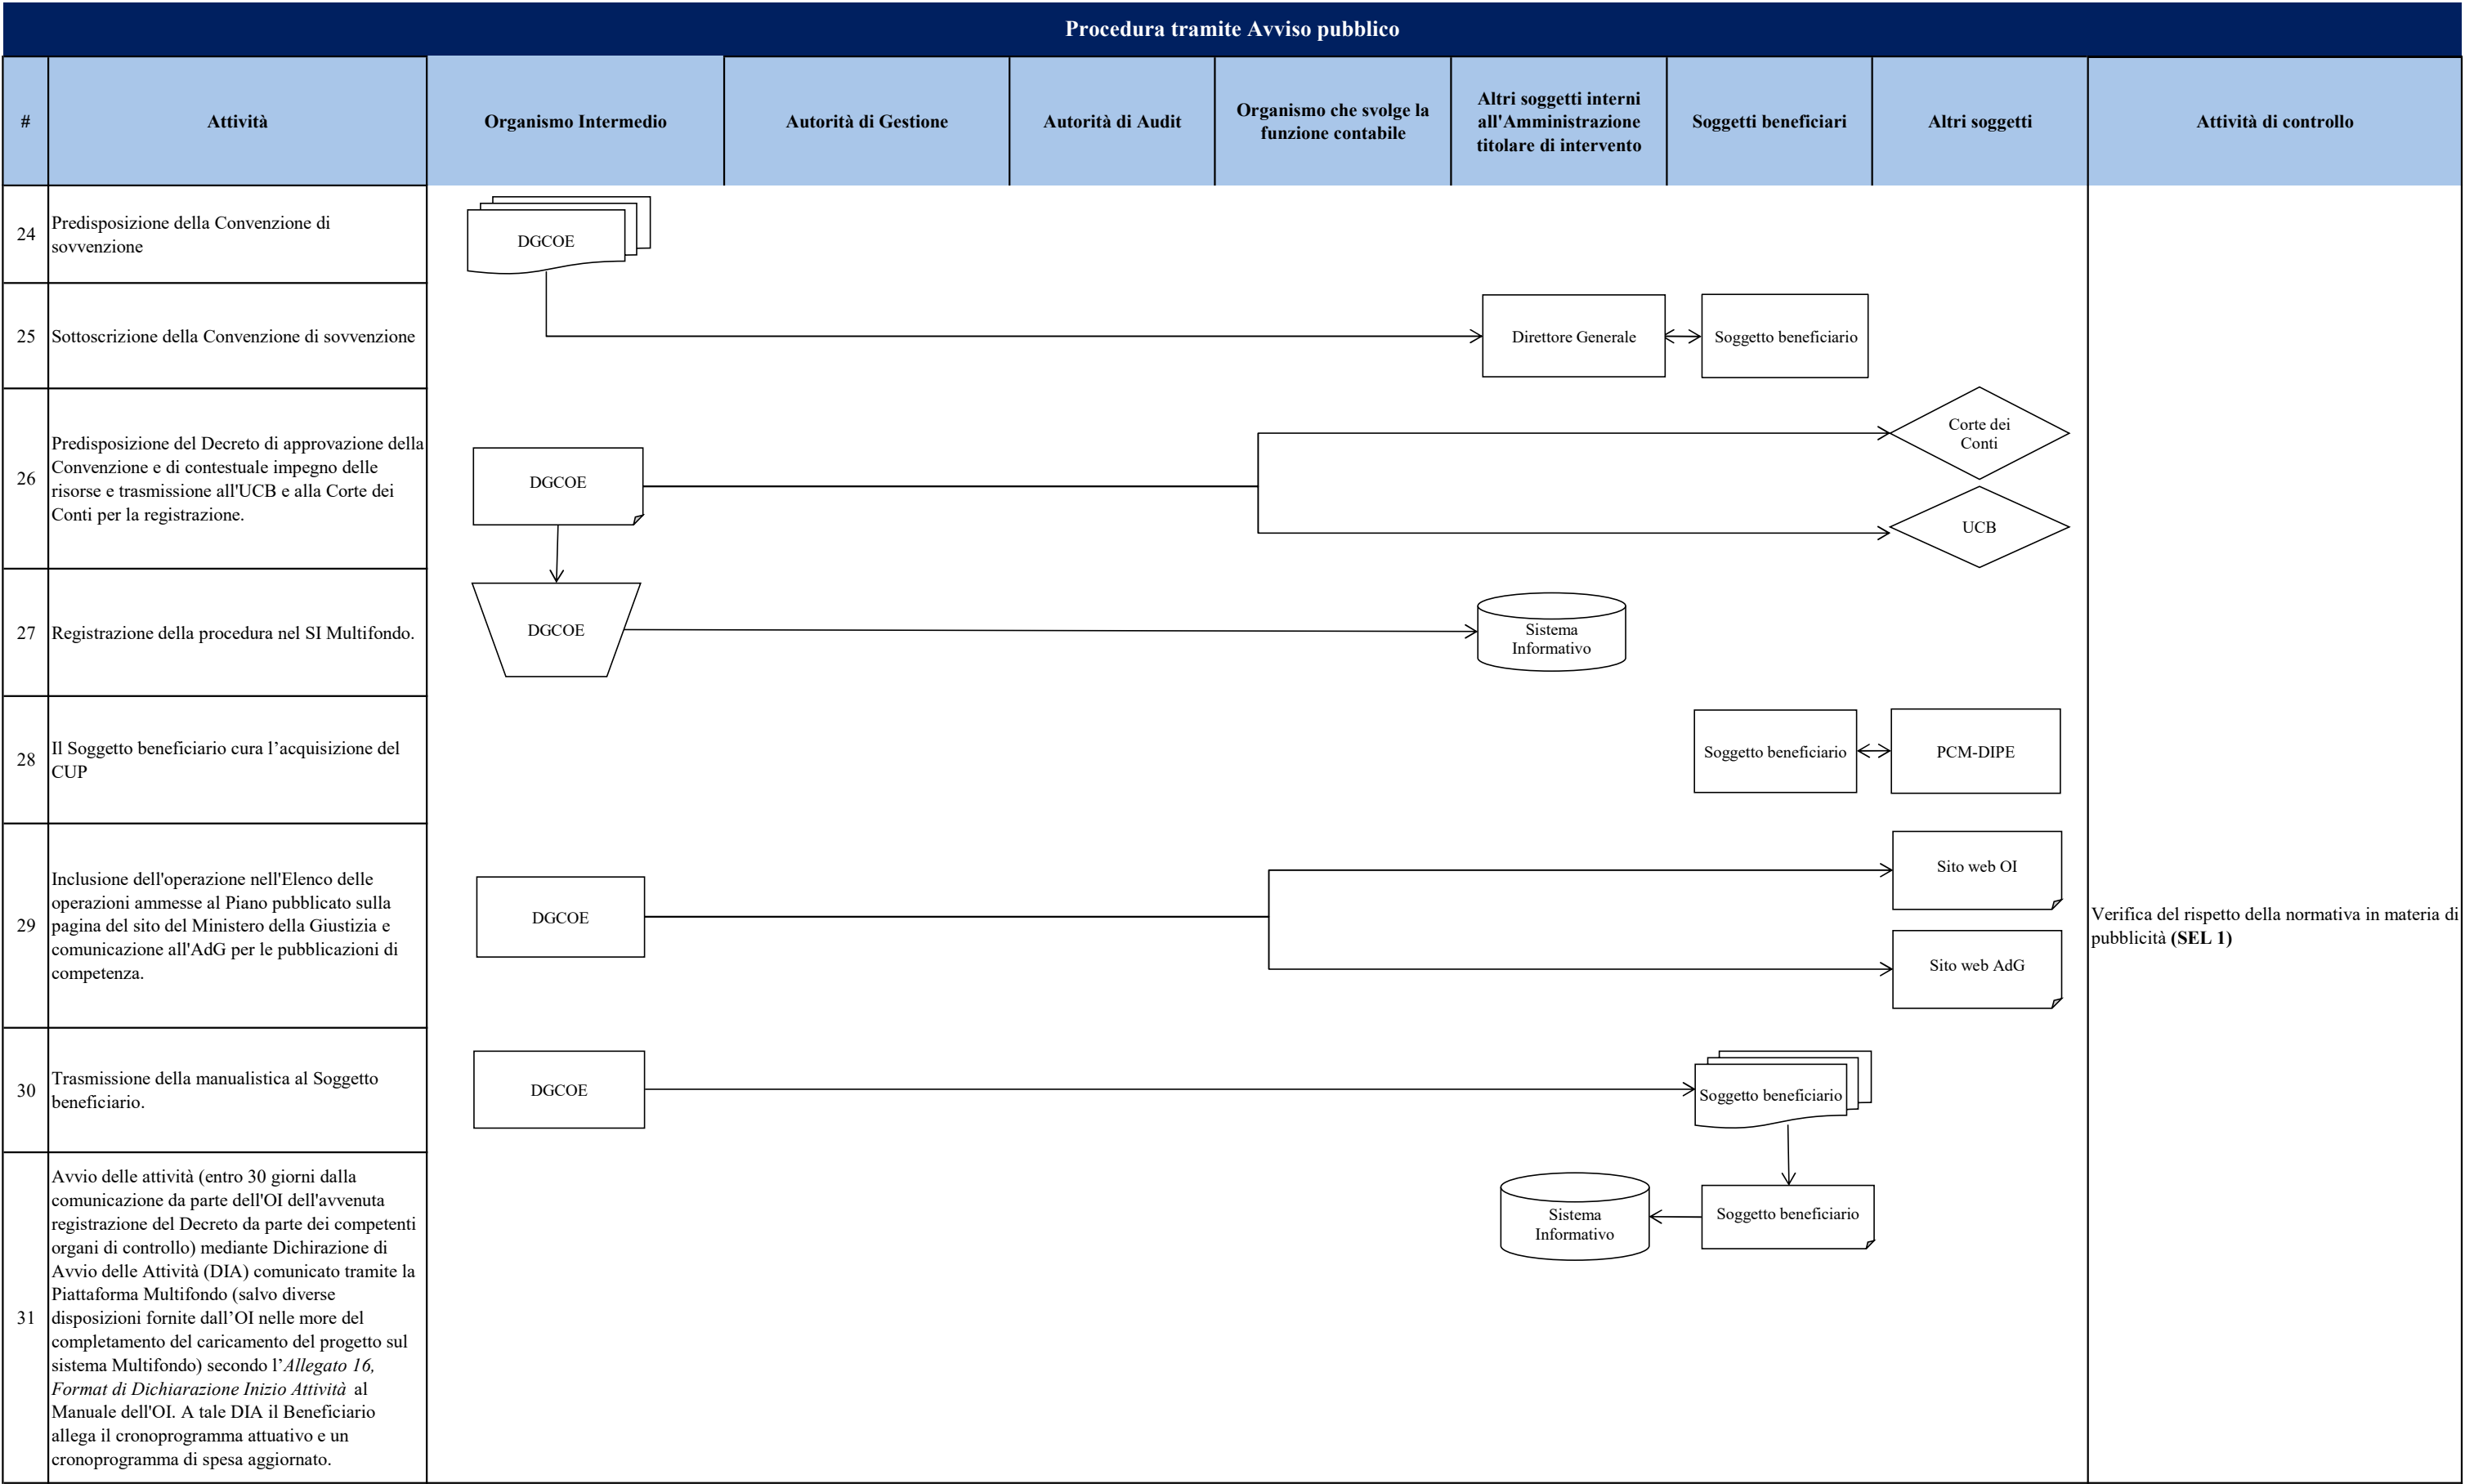 Procedura tramite Avviso pubblico
#
Attività
Organismo Intermedio
Autorità di Gestione
Autorità di Audit
Organismo che svolge la
funzione contabile
Altri soggetti interni
all'Amministrazione
titolare di intervento
Soggetti beneficiari
Altri soggetti
Attività di controllo
24
Predisposizione della Convenzione di
sovvenzione
DGCOE
25
Sottoscrizione della Convenzione di sovvenzione
Direttore Generale
Soggetto beneficiario
26
Predisposizione del Decreto di approvazione della
Convenzione e di contestuale impegno delle
risorse e trasmissione all'UCB e alla Corte dei
Conti per la registrazione.
DGCOE
Corte dei
Conti
UCB
27
Registrazione della procedura nel SI Multifondo.
DGCOE
Sistema
Informativo
28
Il Soggetto beneficiario cura l’acquisizione del
CUP
Soggetto beneficiario
PCM-DIPE
29
Inclusione dell'operazione nell'Elenco delle
operazioni ammesse al Piano pubblicato sulla
pagina del sito del Ministero della Giustizia e
comunicazione all'AdG per le pubblicazioni di
competenza.
DGCOE
Sito web OI
Sito web AdG
Verifica del rispetto della normativa in materia di
pubblicità (SEL 1)
30
Trasmissione della manualistica al Soggetto
beneficiario.
DGCOE
Soggetto beneficiario
31
Avvio delle attività (entro 30 giorni dalla
comunicazione da parte dell'OI dell'avvenuta
registrazione del Decreto da parte dei competenti
organi di controllo) mediante Dichirazione di
Avvio delle Attività (DIA) comunicato tramite la
Piattaforma Multifondo (salvo diverse
disposizioni fornite dall’OI nelle more del
completamento del caricamento del progetto sul
sistema Multifondo) secondo l’Allegato 16,
Format di Dichiarazione Inizio Attività al
Manuale dell'OI. A tale DIA il Beneficiario
allega il cronoprogramma attuativo e un
cronoprogramma di spesa aggiornato.
Sistema
Informativo
Soggetto beneficiario